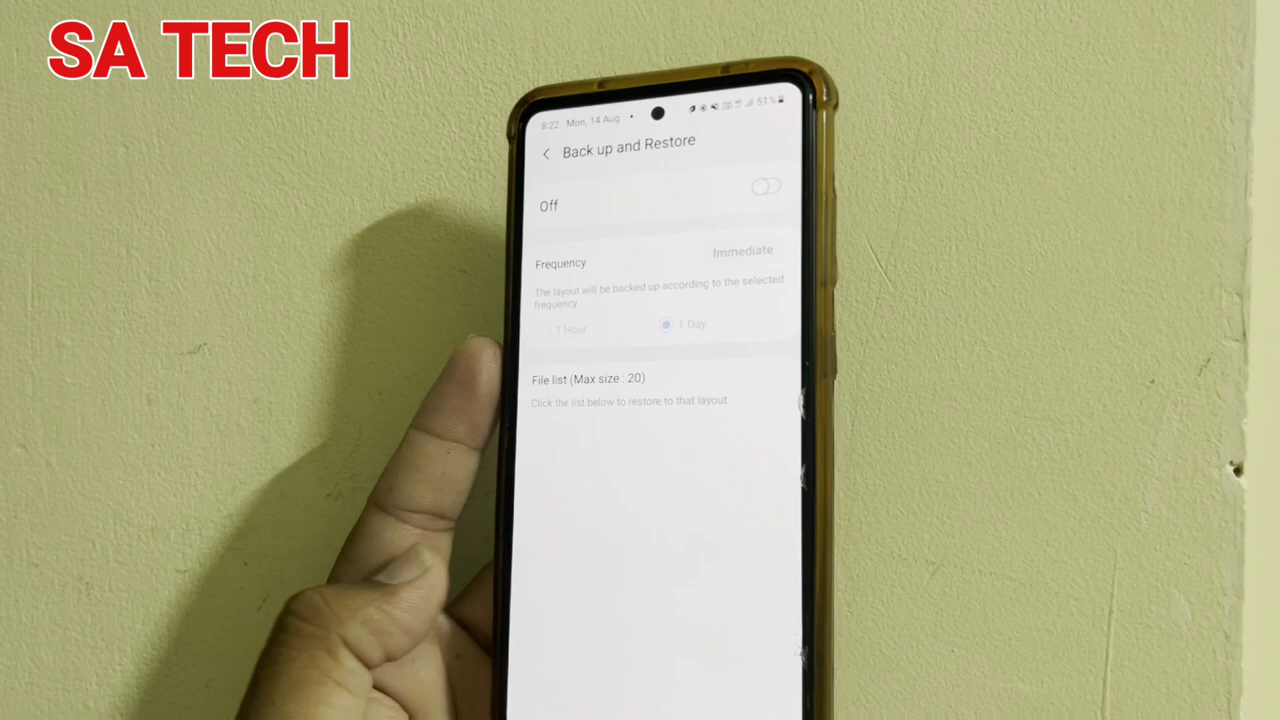 SA TECH
8:22 Mon, 14 Aug • 51%
Back up and Restore
Off
Frequency
Immediate
The layout will be backed up according to the selected
frequency
1 Hour
1 Day
File list (Max size : 20)
Click the list below to restore to that layout